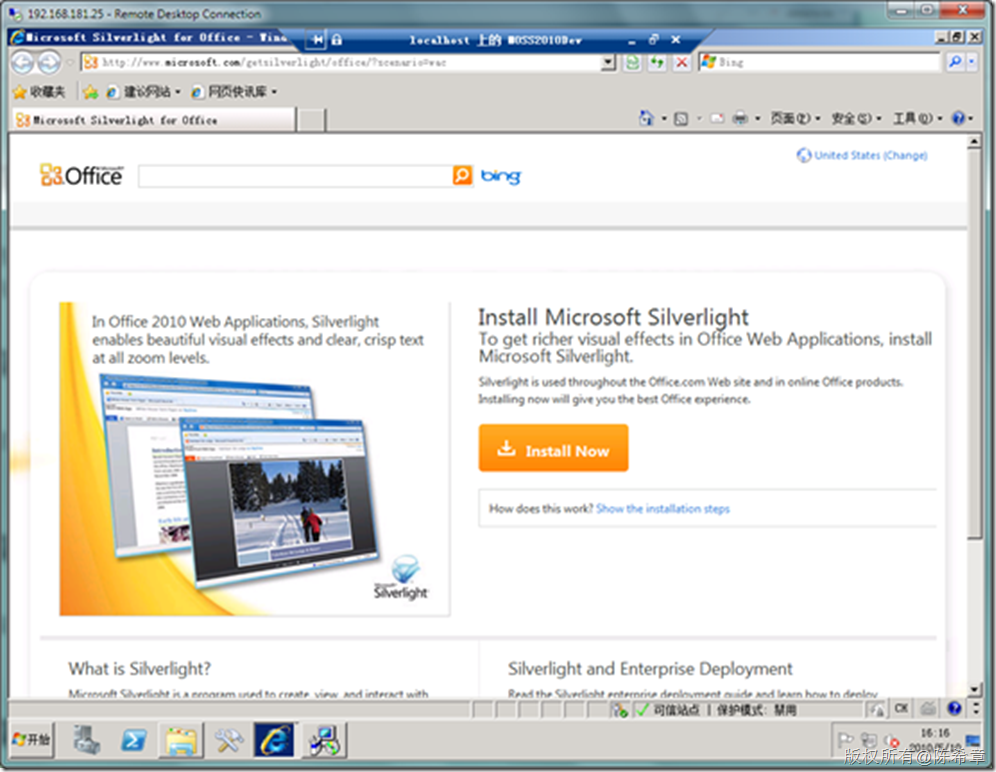 192.168.181.25 - Remote Desktop Connection
Microsoft Silverlight for Office - Wind
localhost 上的 MOSS2010Dev
http://www.microsoft.com/getsilverlight/office/?scenario=wac
Bing
收藏夹
建议网站
网页快讯库
Microsoft Silverlight for Office
页面(P)
安全(S)
工具(O)
United States (Change)
Microsoft Office
bing
In Office 2010 Web Applications, Silverlight
enables beautiful visual effects and clear, crisp text
at all zoom levels.
Install Microsoft Silverlight
To get richer visual effects in Office Web Applications, install
Microsoft Silverlight.
Silverlight is used throughout the Office.com Web site and in online Office products.
Installing now will give you the best Office experience.
Install Now
How does this work? Show the installation steps
Microsoft Silverlight
What is Silverlight?
Silverlight and Enterprise Deployment
Microsoft Silverlight is a program used to create, view, and interact with
Read the Silverlight enterprise deployment guide and learn how to deploy
可信站点 | 保护模式: 禁用
CH
开始
16:16
版权所有@陈希章